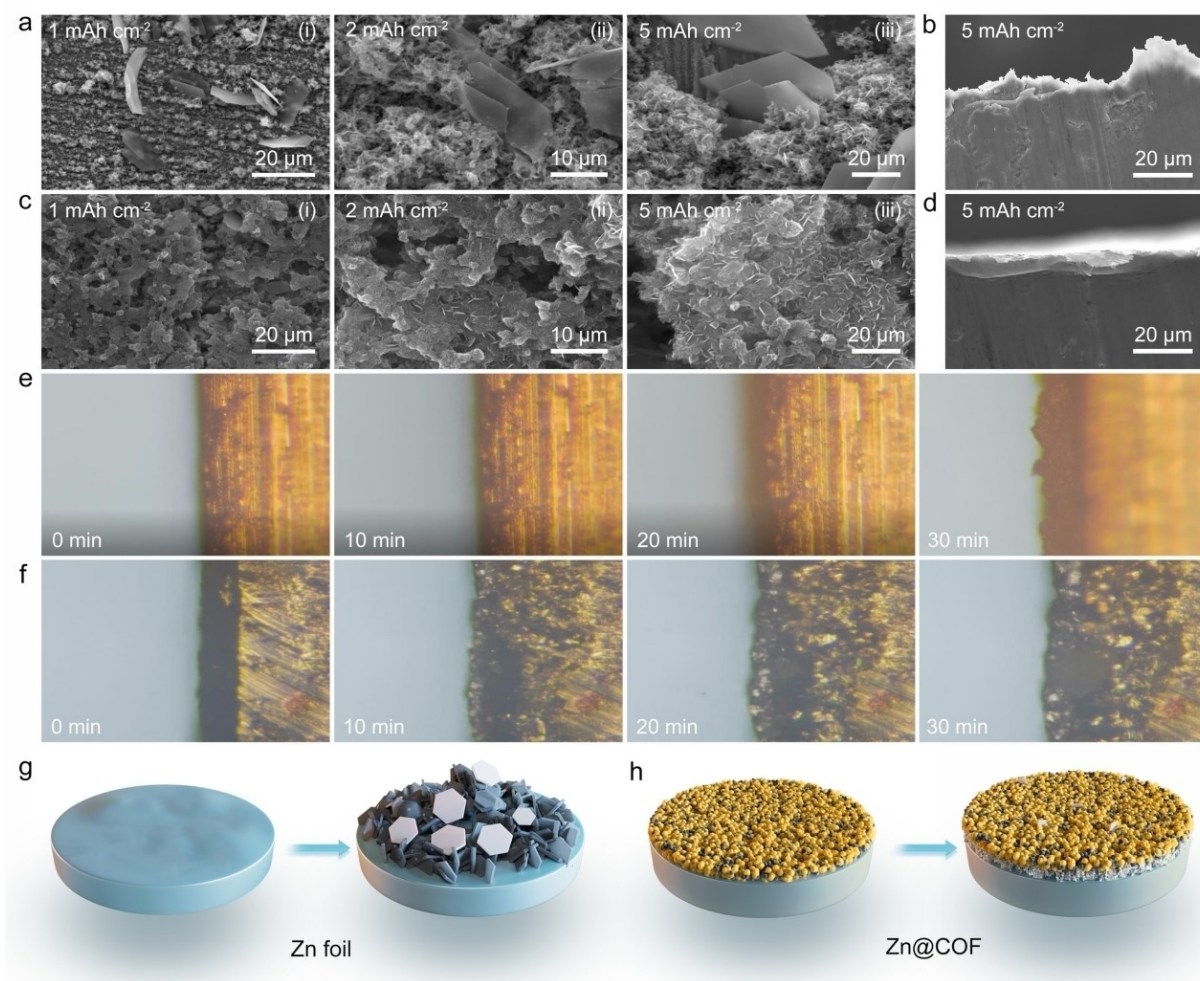 a
1 mAh cm⁻²
(i)
20 μm
2 mAh cm⁻²
(ii)
10 μm
5 mAh cm⁻²
(iii)
20 μm
b
5 mAh cm⁻²
20 μm
c
1 mAh cm⁻²
(i)
20 μm
2 mAh cm⁻²
(ii)
10 μm
5 mAh cm⁻²
(iii)
20 μm
d
5 mAh cm⁻²
20 μm
e
0 min
10 min
20 min
30 min
f
0 min
10 min
20 min
30 min
g
Zn foil
h
Zn@COF